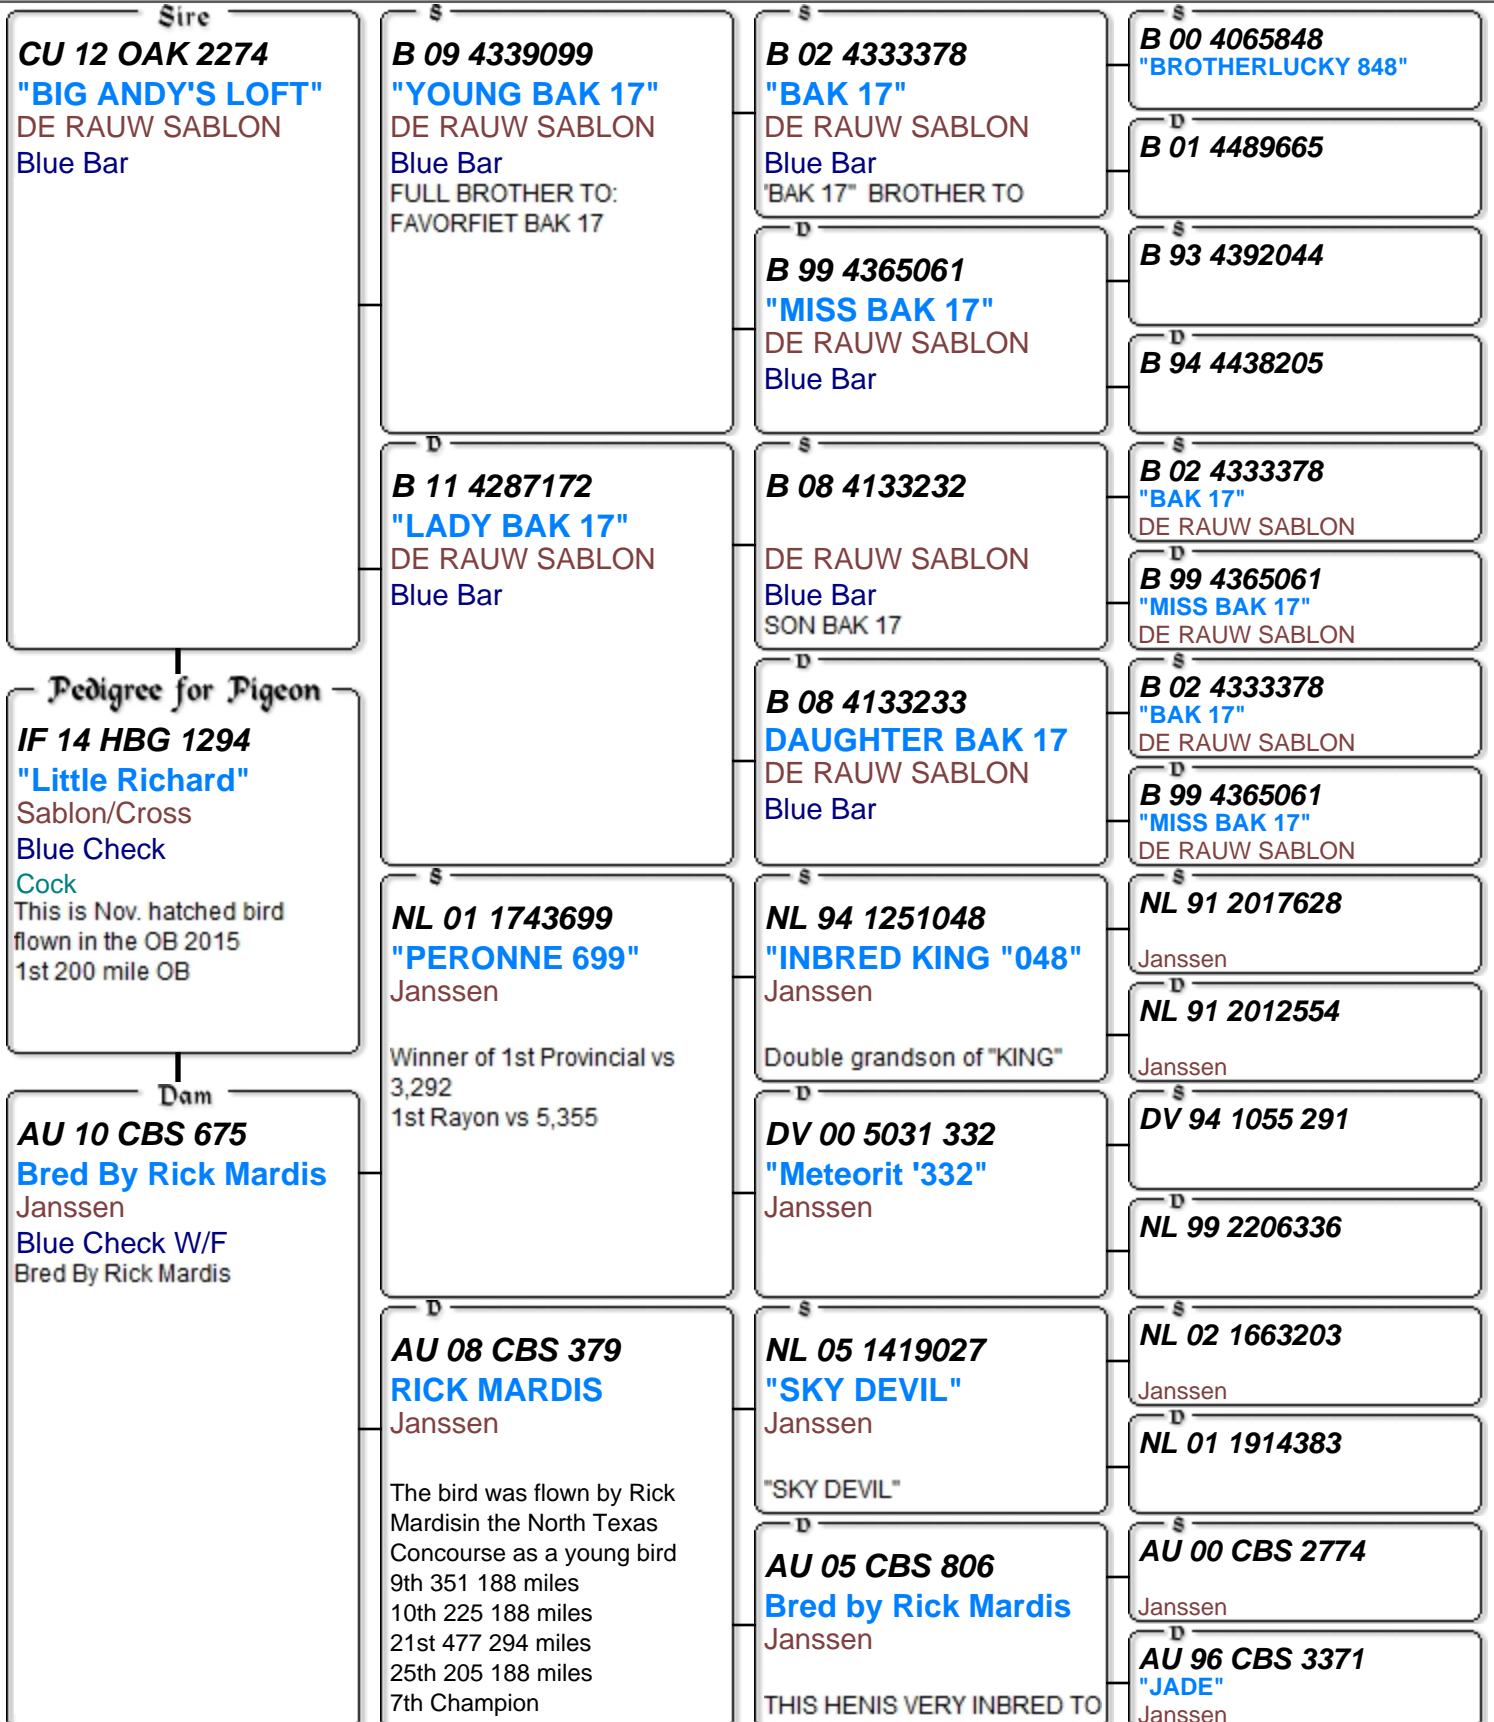 Sire
CU 12 OAK 2274
"BIG ANDY'S LOFT"
DE RAUW SABLON
Blue Bar
Pedigree for Pigeon
IF 14 HBG 1294
"Little Richard"
Sablon/Cross
Blue Check
Cock
This is Nov. hatched bird
flown in the OB 2015
1st 200 mile OB
Dam
AU 10 CBS 675
Bred By Rick Mardis
Janssen
Blue Check W/F
Bred By Rick Mardis
S
B 09 4339099
"YOUNG BAK 17"
DE RAUW SABLON
Blue Bar
FULL BROTHER TO:
FAVORFIET BAK 17
D
B 11 4287172
"LADY BAK 17"
DE RAUW SABLON
Blue Bar
S
NL 01 1743699
"PERONNE 699"
Janssen
Winner of 1st Provincial vs
3,292
1st Rayon vs 5,355
D
AU 08 CBS 379
RICK MARDIS
Janssen
The bird was flown by Rick
Mardisin the North Texas
Concourse as a young bird
9th 351 188 miles
10th 225 188 miles
21st 477 294 miles
25th 205 188 miles
7th Champion
S
B 02 4333378
"BAK 17"
DE RAUW SABLON
Blue Bar
"BAK 17" BROTHER TO
D
B 99 4365061
"MISS BAK 17"
DE RAUW SABLON
Blue Bar
S
B 08 4133232
DE RAUW SABLON
Blue Bar
SON BAK 17
D
B 08 4133233
DAUGHTER BAK 17
DE RAUW SABLON
Blue Bar
S
NL 94 1251048
"INBRED KING "048"
Janssen
Double grandson of "KING"
D
DV 00 5031 332
"Meteorit '332"
Janssen
S
NL 05 1419027
"SKY DEVIL"
Janssen
"SKY DEVIL"
D
AU 05 CBS 806
Bred by Rick Mardis
Janssen
THIS HENIS VERY INBRED TO
S
B 00 4065848
"BROTHERLUCKY 848"
D
B 01 4489665
S
B 93 4392044
D
B 94 4438205
S
B 02 4333378
"BAK 17"
DE RAUW SABLON
D
B 99 4365061
"MISS BAK 17"
DE RAUW SABLON
S
B 02 4333378
"BAK 17"
DE RAUW SABLON
D
B 99 4365061
"MISS BAK 17"
DE RAUW SABLON
S
NL 91 2017628
Janssen
D
NL 91 2012554
Janssen
S
DV 94 1055 291
D
NL 99 2206336
S
NL 02 1663203
Janssen
D
NL 01 1914383
S
AU 00 CBS 2774
Janssen
D
AU 96 CBS 3371
"JADE"
Janssen